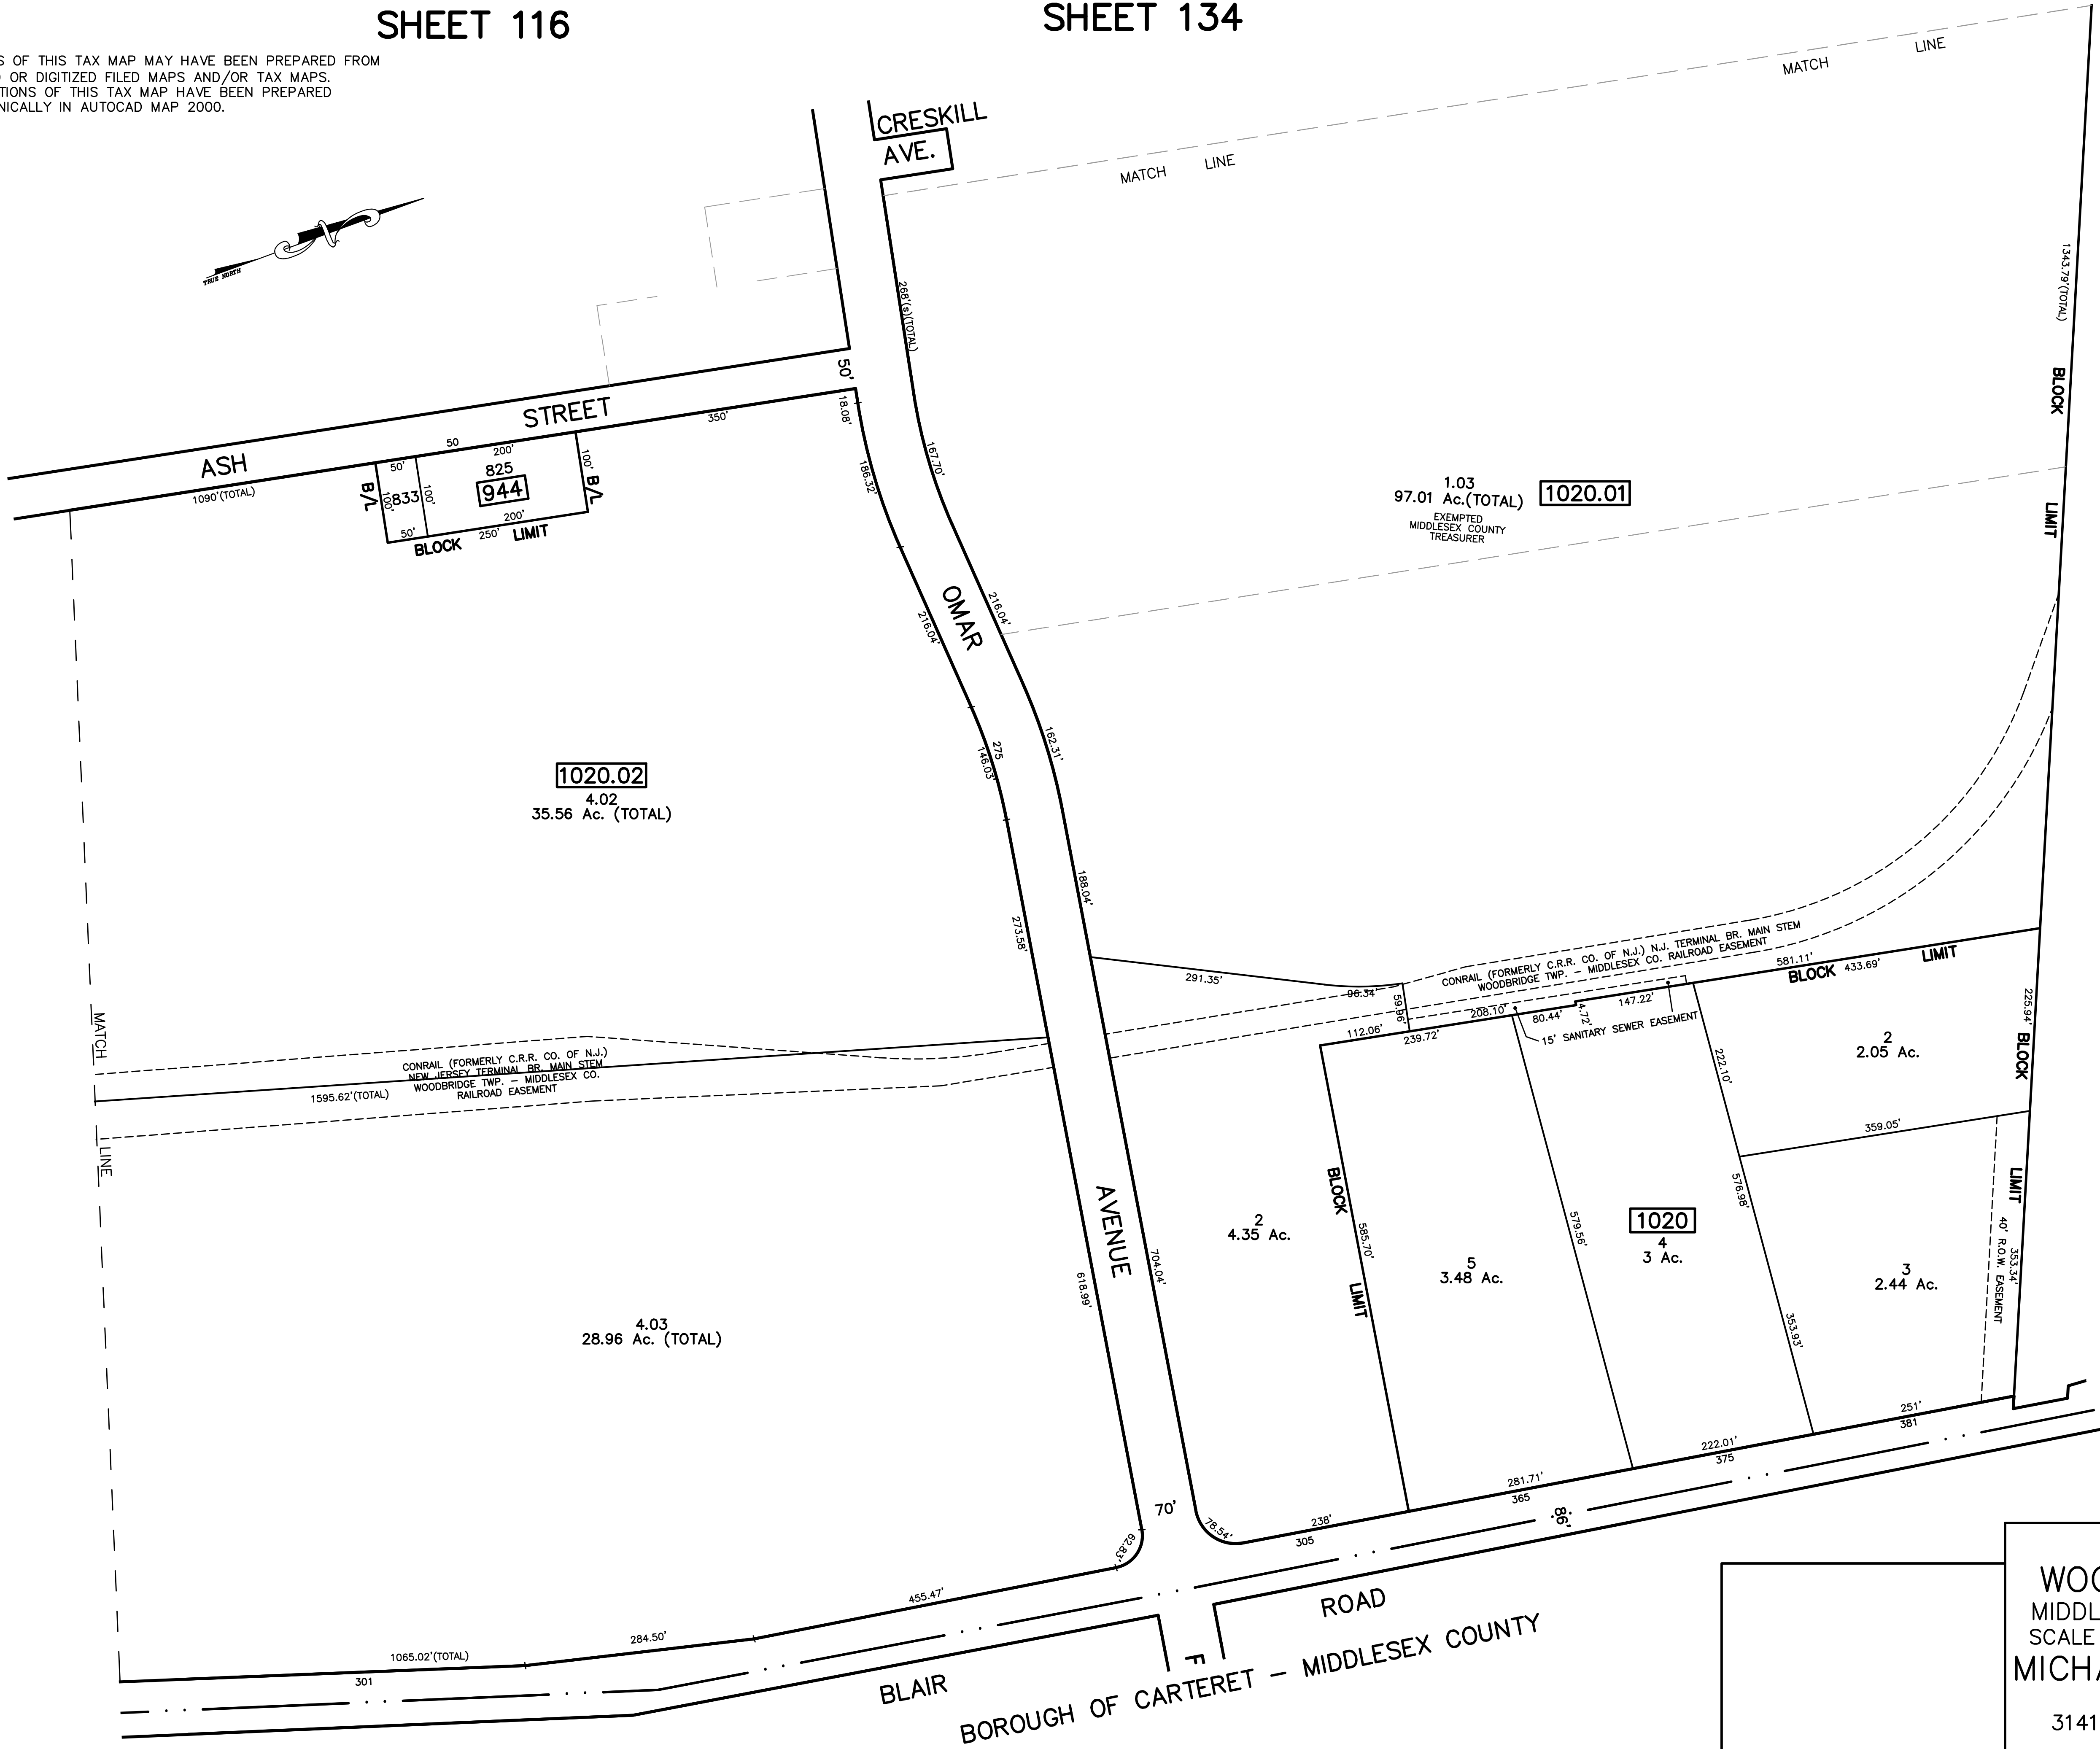 SHEET 116
SHEET 134
S OF THIS TAX MAP MAY HAVE BEEN PREPARED FROM
OR DIGITIZED FILED MAPS AND/OR TAX MAPS.
TIONS OF THIS TAX MAP HAVE BEEN PREPARED
NICALLY IN AUTOCAD MAP 2000.
MATCH LINE
CRESKILL
AVE.
MATCH LINE
TRUE NORTH
N
268'(s)(TOTAL)
1343.79'(TOTAL)
BLOCK
LIMIT
50'
18.08'
STREET
350'
ASH
1090'(TOTAL)
50
200'
50'
825
944
833
100'
100'
100'
B/L
B/L
200'
50'
250'
BLOCK LIMIT
186.32'
167.70'
1.03
97.01 Ac.(TOTAL)
1020.01
EXEMPTED
MIDDLESEX COUNTY
TREASURER
OMAR
216.04'
216.04'
275
146.03'
162.31'
1020.02
4.02
35.56 Ac. (TOTAL)
188.04'
273.58'
291.35'
96.34'
59.96'
CONRAIL (FORMERLY C.R.R. CO. OF N.J.) N.J. TERMINAL BR. MAIN STEM
WOODBRIDGE TWP. - MIDDLESEX CO. RAILROAD EASEMENT
581.11'
BLOCK 433.69' LIMIT
112.06'
239.72'
208.10'
80.44'
4.72'
147.22'
15' SANITARY SEWER EASEMENT
225.94'
BLOCK
LIMIT
2
2.05 Ac.
222.10'
MATCH
LINE
CONRAIL (FORMERLY C.R.R. CO. OF N.J.)
NEW JERSEY TERMINAL BR. MAIN STEM
WOODBRIDGE TWP. - MIDDLESEX CO.
RAILROAD EASEMENT
1595.62'(TOTAL)
359.05'
576.98'
BLOCK
LIMIT
585.70'
579.56'
AVENUE
704.04'
618.99'
2
4.35 Ac.
5
3.48 Ac.
1020
4
3 Ac.
3
2.44 Ac.
353.93'
353.34'
40' R.O.W. EASEMENT
4.03
28.96 Ac. (TOTAL)
251'
381
222.01'
375
281.71'
365
86'
238'
305
70'
78.54'
62.83'
455.47'
284.50'
1065.02'(TOTAL)
301
BLAIR
ROAD
F
BOROUGH OF CARTERET - MIDDLESEX COUNTY
WOO
MIDDL
SCALE
MICHA
3141